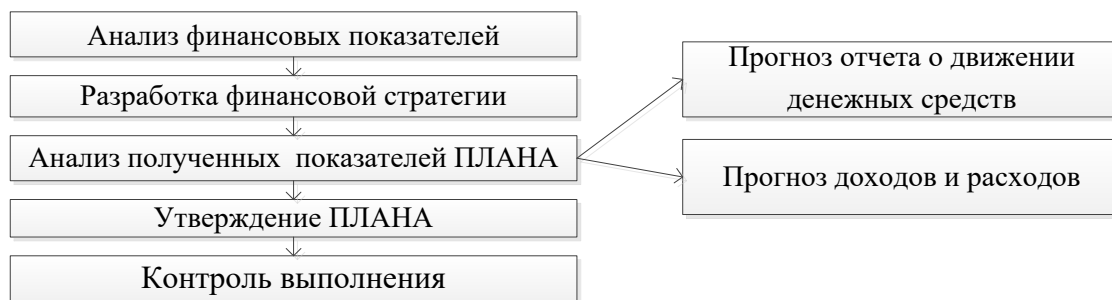 Анализ финансовых показателей
Разработка финансовой стратегии
Анализ полученных показателей ПЛАНА
Утверждение ПЛАНА
Контроль выполнения
Прогноз отчета о движении
денежных средств
Прогноз доходов и расходов